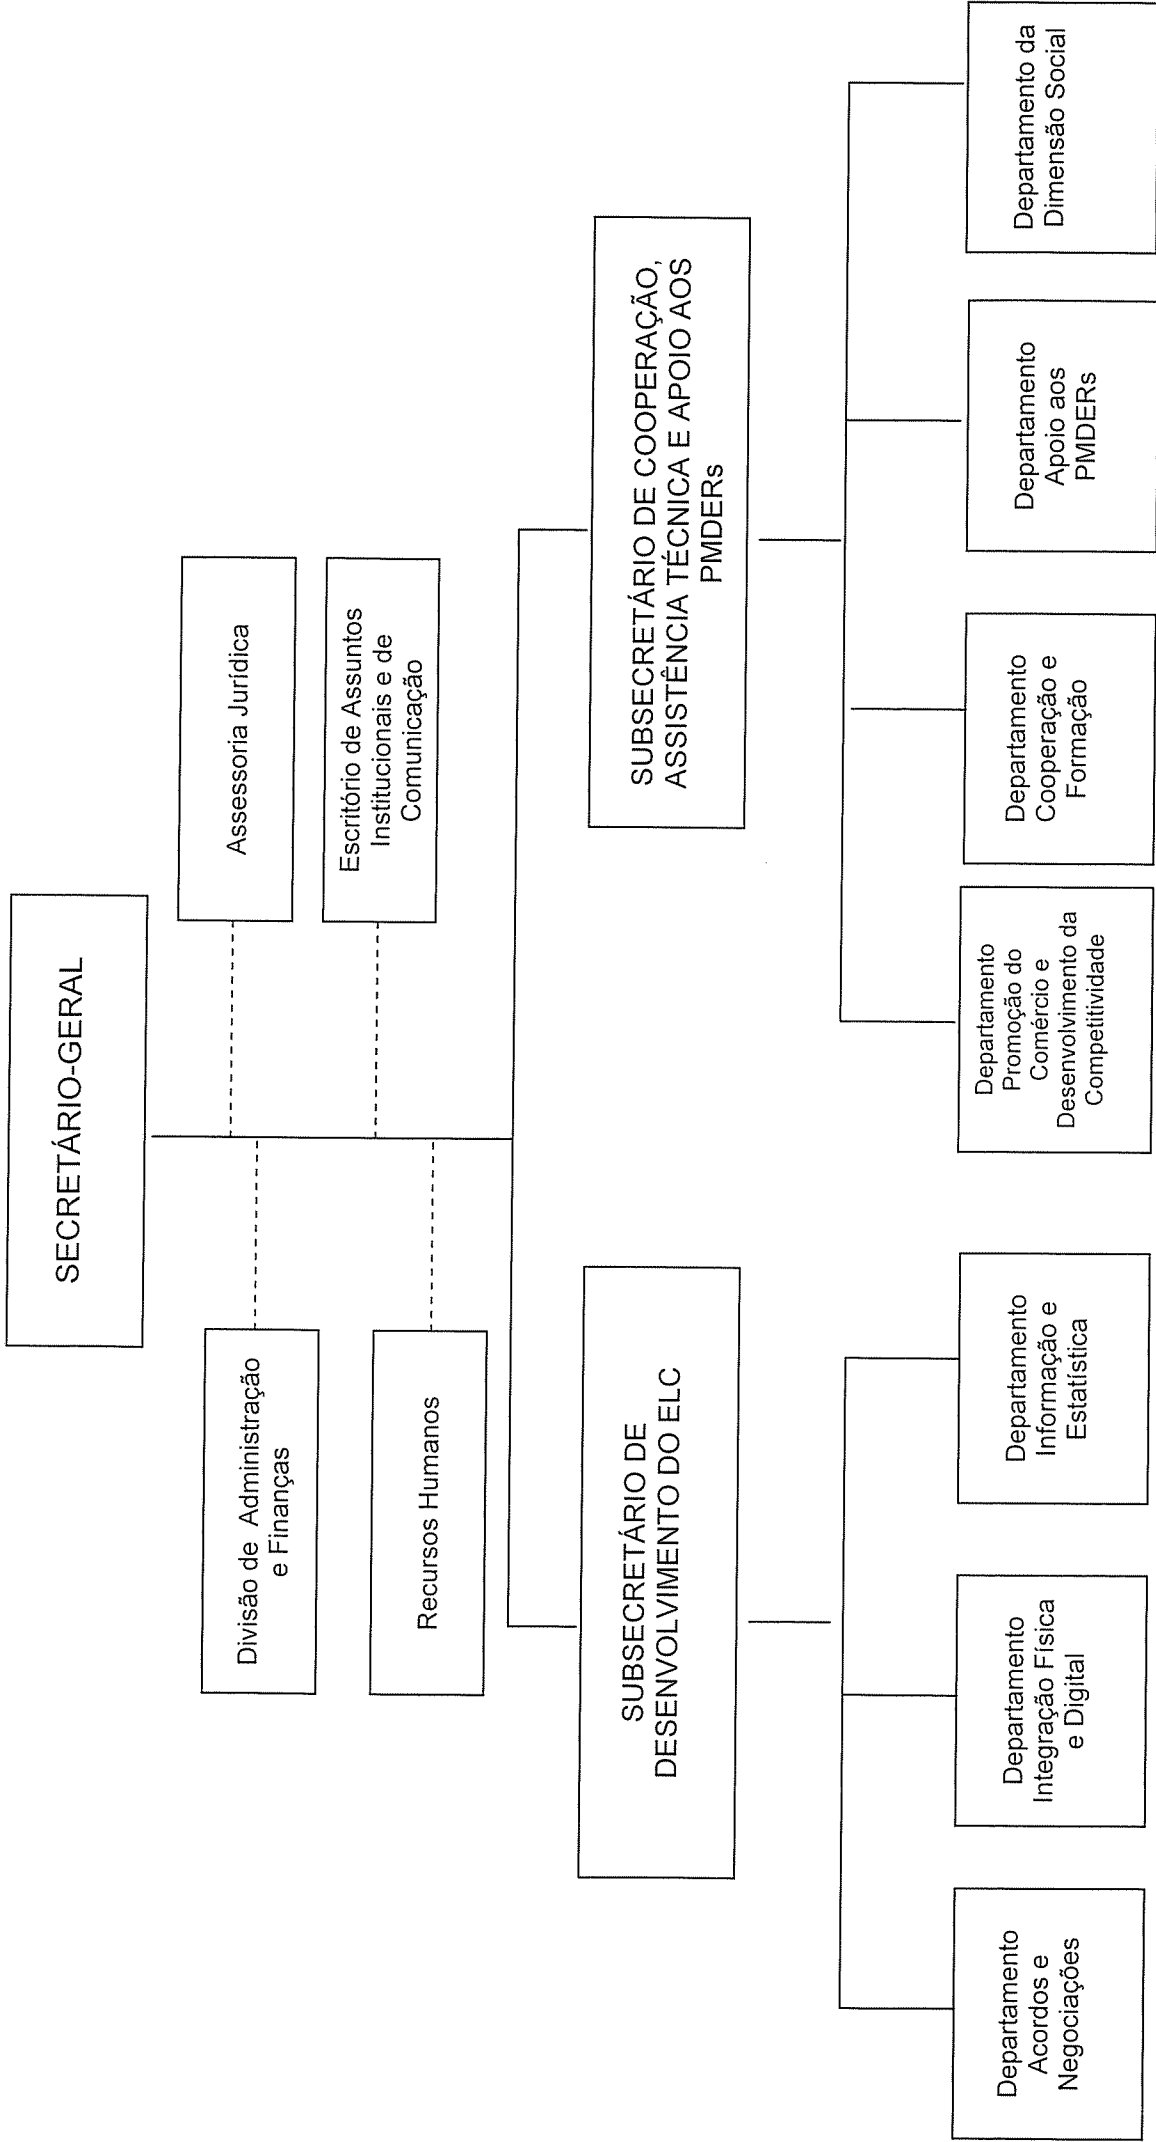 SECRETÁRIO-GERAL
Assessoria Jurídica
Divisão de Administração
e Finanças
Escritório de Assuntos
Institucionais e de
Comunicação
Recursos Humanos
SUBSECRETÁRIO DE
DESENVOLVIMENTO DO ELC
SUBSECRETÁRIO DE COOPERAÇÃO,
ASSISTÊNCIA TÉCNICA E APOIO AOS
PMDERs
Departamento
Acordos e
Negociações
Departamento
Integração Física
e Digital
Departamento
Informação e
Estatística
Departamento
Promoção do
Comércio e
Desenvolvimento da
Competitividade
Departamento
Cooperação e
Formação
Departamento
Apoio aos
PMDERs
Departamento da
Dimensão Social